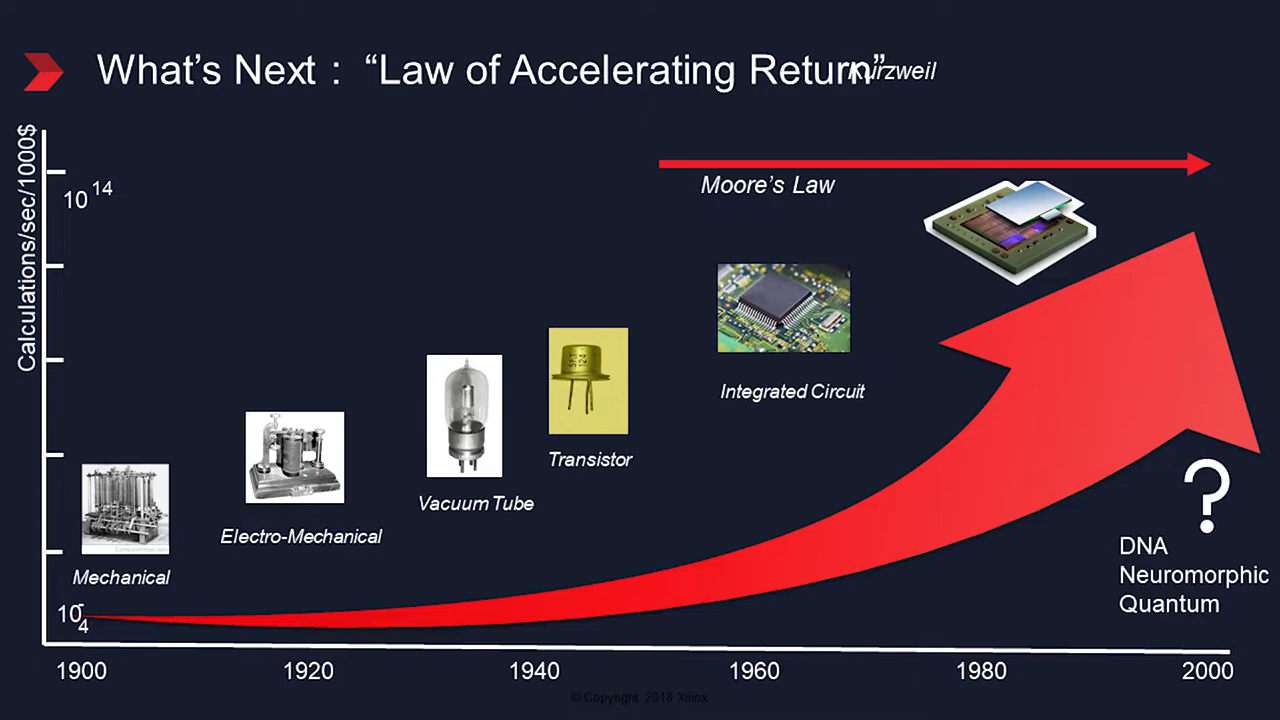 What's Next : “Law of Accelerating Return” Kurzweil
Calculations/sec/1000$
10 14
Moore's Law
Integrated Circuit
Transistor
Vacuum Tube
Electro-Mechanical
Mechanical
DNA
Neuromorphic
Quantum
?
10-4
1900 1920 1940 1960 1980 2000
© Copyright 2018 Xilinx